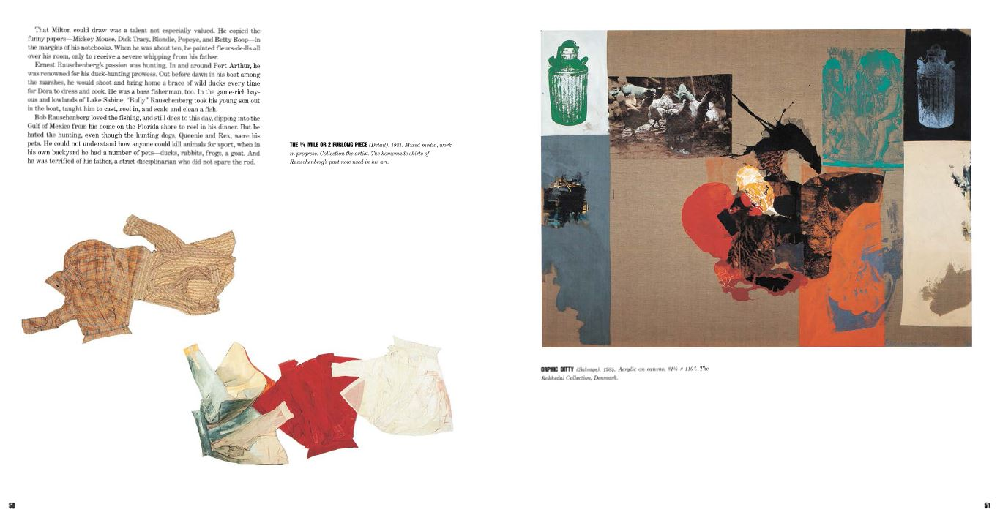 That Milton could draw was a talent not especially valued. He copied the
funny papers—Mickey Mouse, Dick Tracy, Blondie, Popeye, and Betty Boop—in
the margins of his notebooks. When he was about ten, he painted fleurs-de-lis all
over his room, only to receive a severe whipping from his father.
Ernest Rauschenberg's passion was hunting. In and around Port Arthur, he
was renowned for his duck-hunting prowess. Out before dawn in his boat among
the marshes, he would shoot and bring home a brace of wild ducks every time
for Dora to dress and cook. He was a bass fisherman, too. In the game-rich bay-
ous and lowlands of Lake Sabine, "Bully" Rauschenberg took his young son out
in the boat, taught him to cast, reel in, and scale and clean a fish.
Bob Rauschenberg loved the fishing, and still does to this day, dipping into the
Gulf of Mexico from his home on the Florida shore to reel in his dinner. But he
hated the hunting, even though the hunting dogs, Queenie and Rex, were his
pets. He could not understand how anyone could kill animals for sport, when in
his own backyard he had a number of pets—ducks, rabbits, frogs, a goat. And
he was terrified of his father, a strict disciplinarian who did not spare the rod.
THE ¼ MILE OR 2 FURLONG PIECE (Detail). 1981. Mixed media, work
in progress. Collection the artist. The homemade shirts of
Rauschenberg's past now used in his art.
ORPHIC DITTY (Salvage). 1984. Acrylic on canvas, x 110". The
Rokkedal Collection, Denmark.
50
51